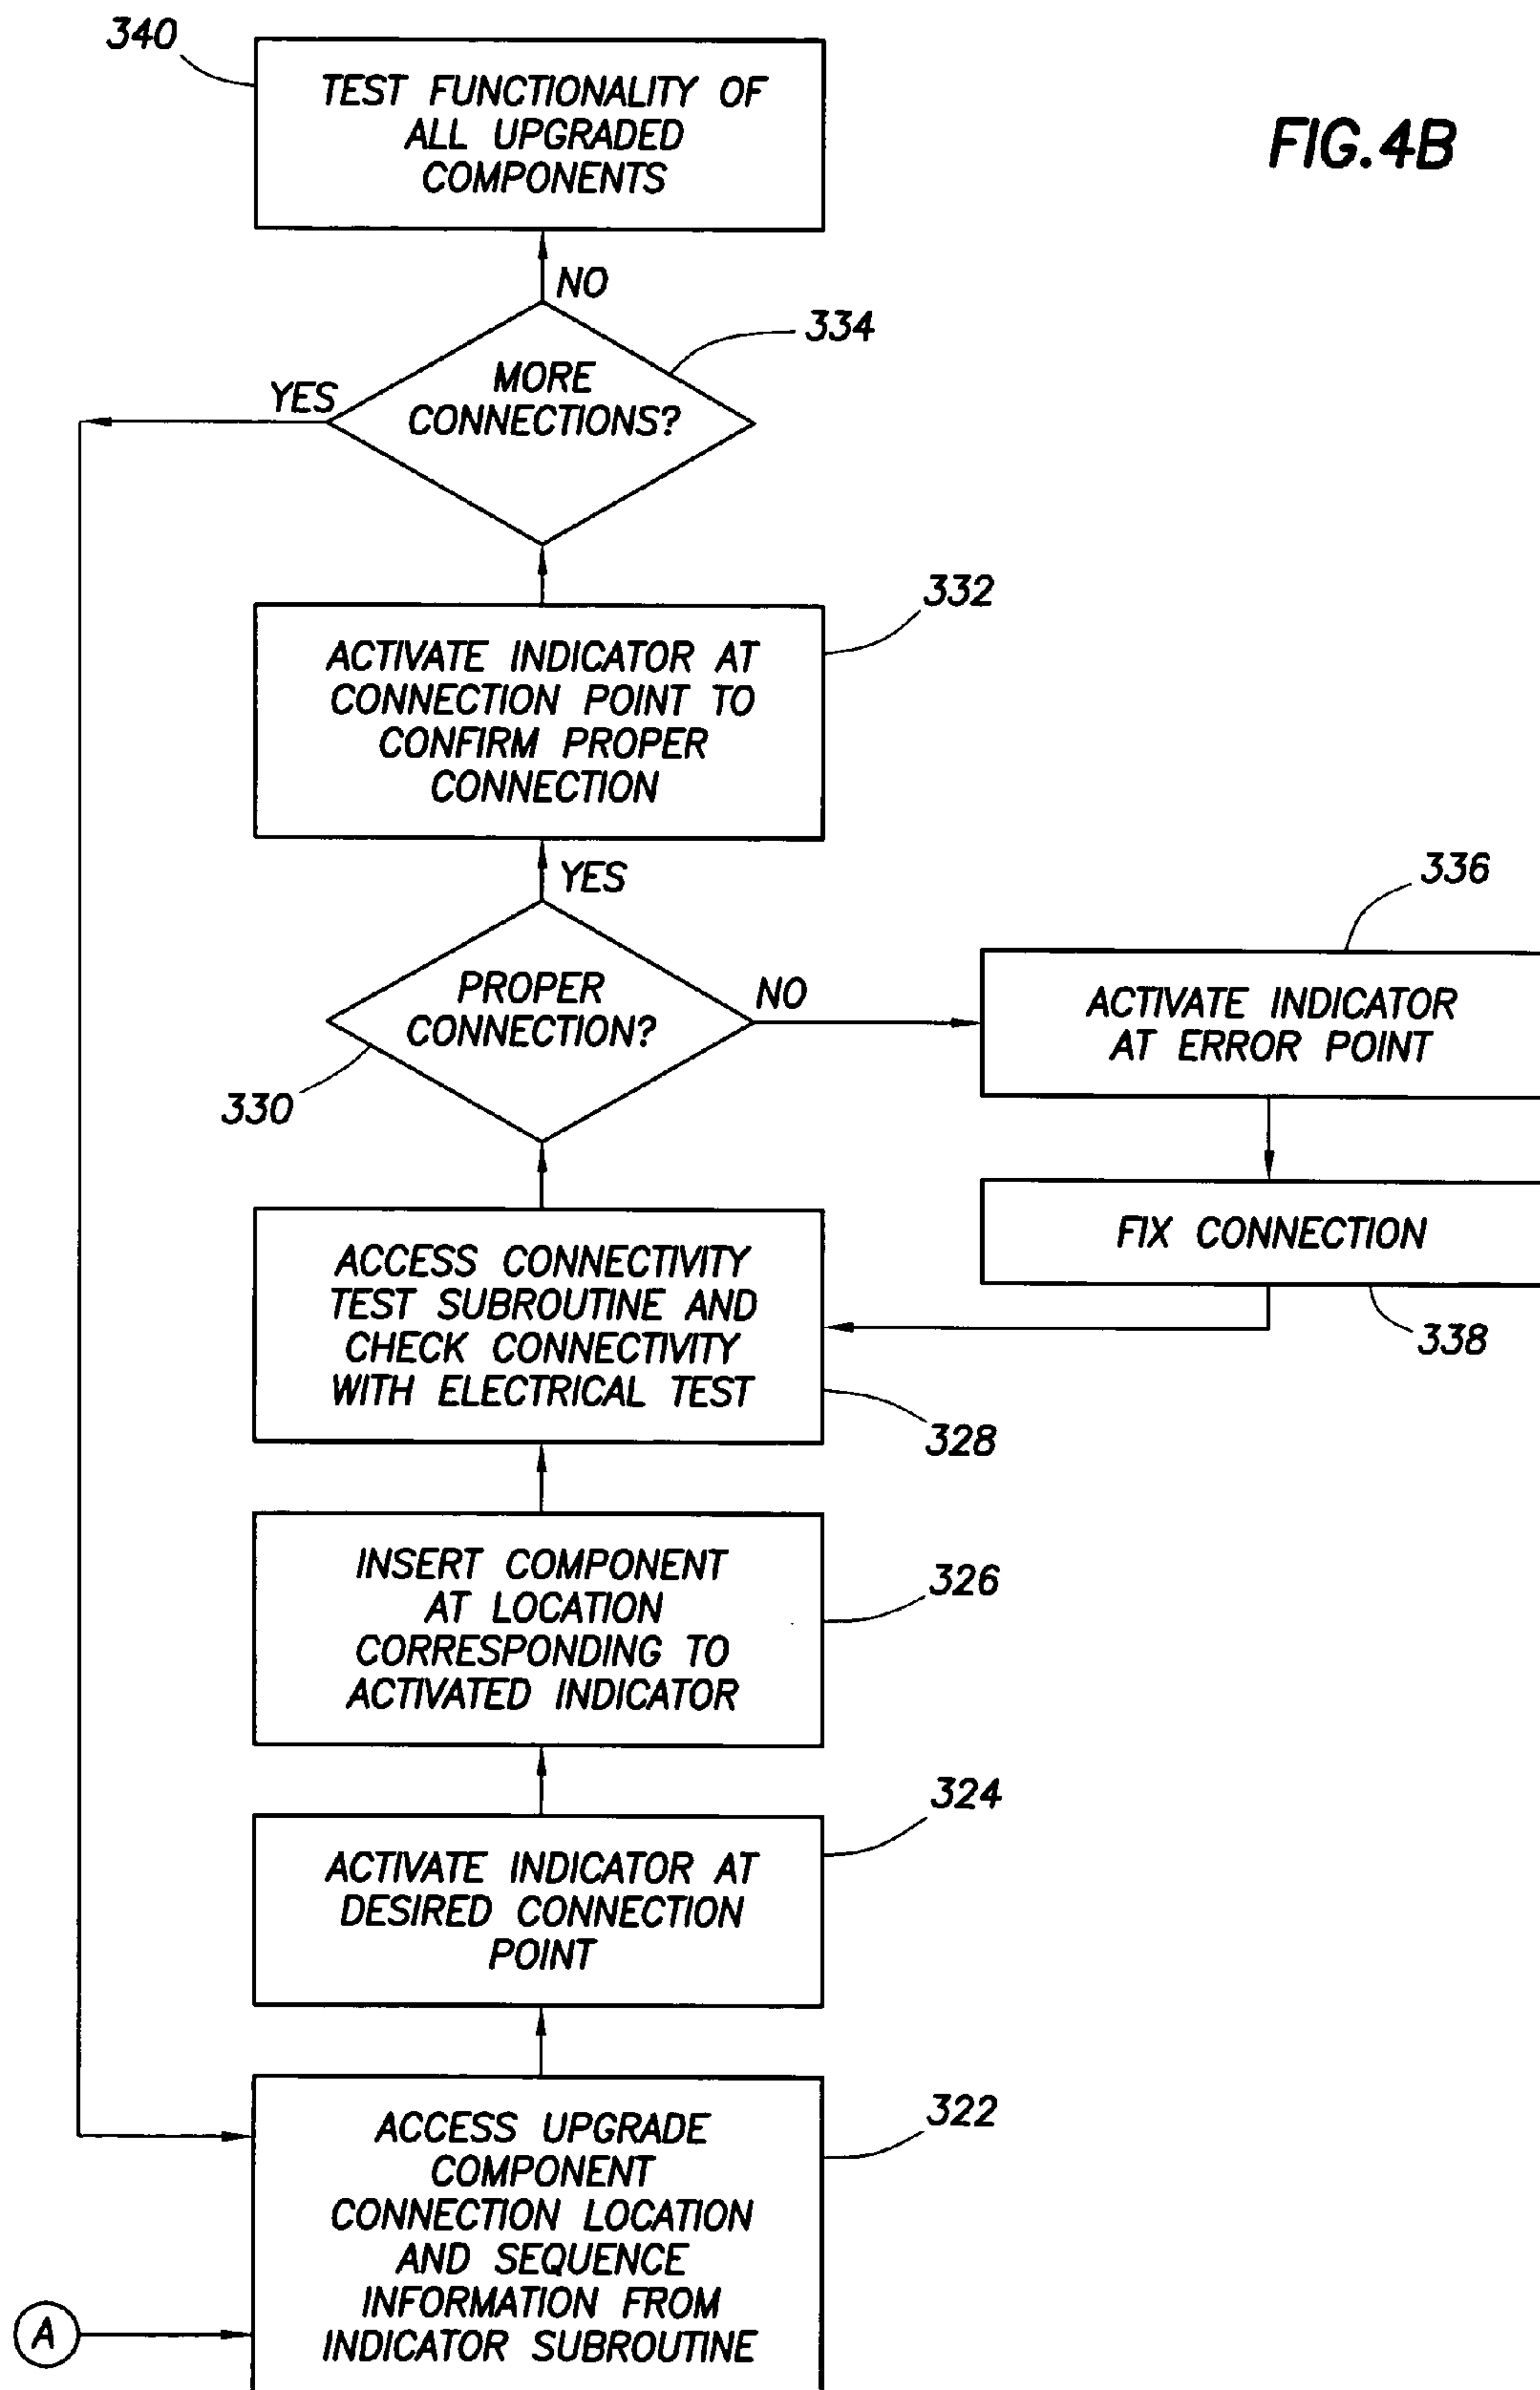 340
TEST FUNCTIONALITY OF
ALL UPGRADED
COMPONENTS
FIG.4B
NO
334
MORE
CONNECTIONS?
YES
332
ACTIVATE INDICATOR AT
CONNECTION POINT TO
CONFIRM PROPER
CONNECTION
YES
336
PROPER
CONNECTION?
NO
ACTIVATE INDICATOR
AT ERROR POINT
330
FIX CONNECTION
338
ACCESS CONNECTIVITY
TEST SUBROUTINE AND
CHECK CONNECTIVITY
WITH ELECTRICAL TEST
328
INSERT COMPONENT
AT LOCATION
CORRESPONDING TO
ACTIVATED INDICATOR
326
324
ACTIVATE INDICATOR AT
DESIRED CONNECTION
POINT
322
ACCESS UPGRADE
COMPONENT
CONNECTION LOCATION
AND SEQUENCE
INFORMATION FROM
INDICATOR SUBROUTINE
A